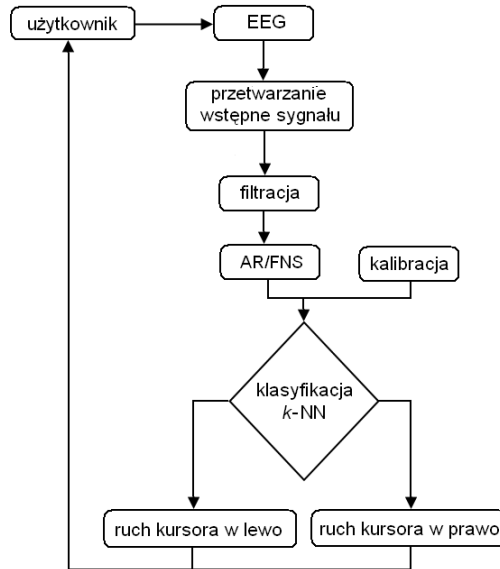 użytkownik
EEG
przetwarzanie
wstępne sygnału
filtracja
AR/FNS
kalibracja
klasyfikacja
k-NN
ruch kursora w lewo
ruch kursora w prawo